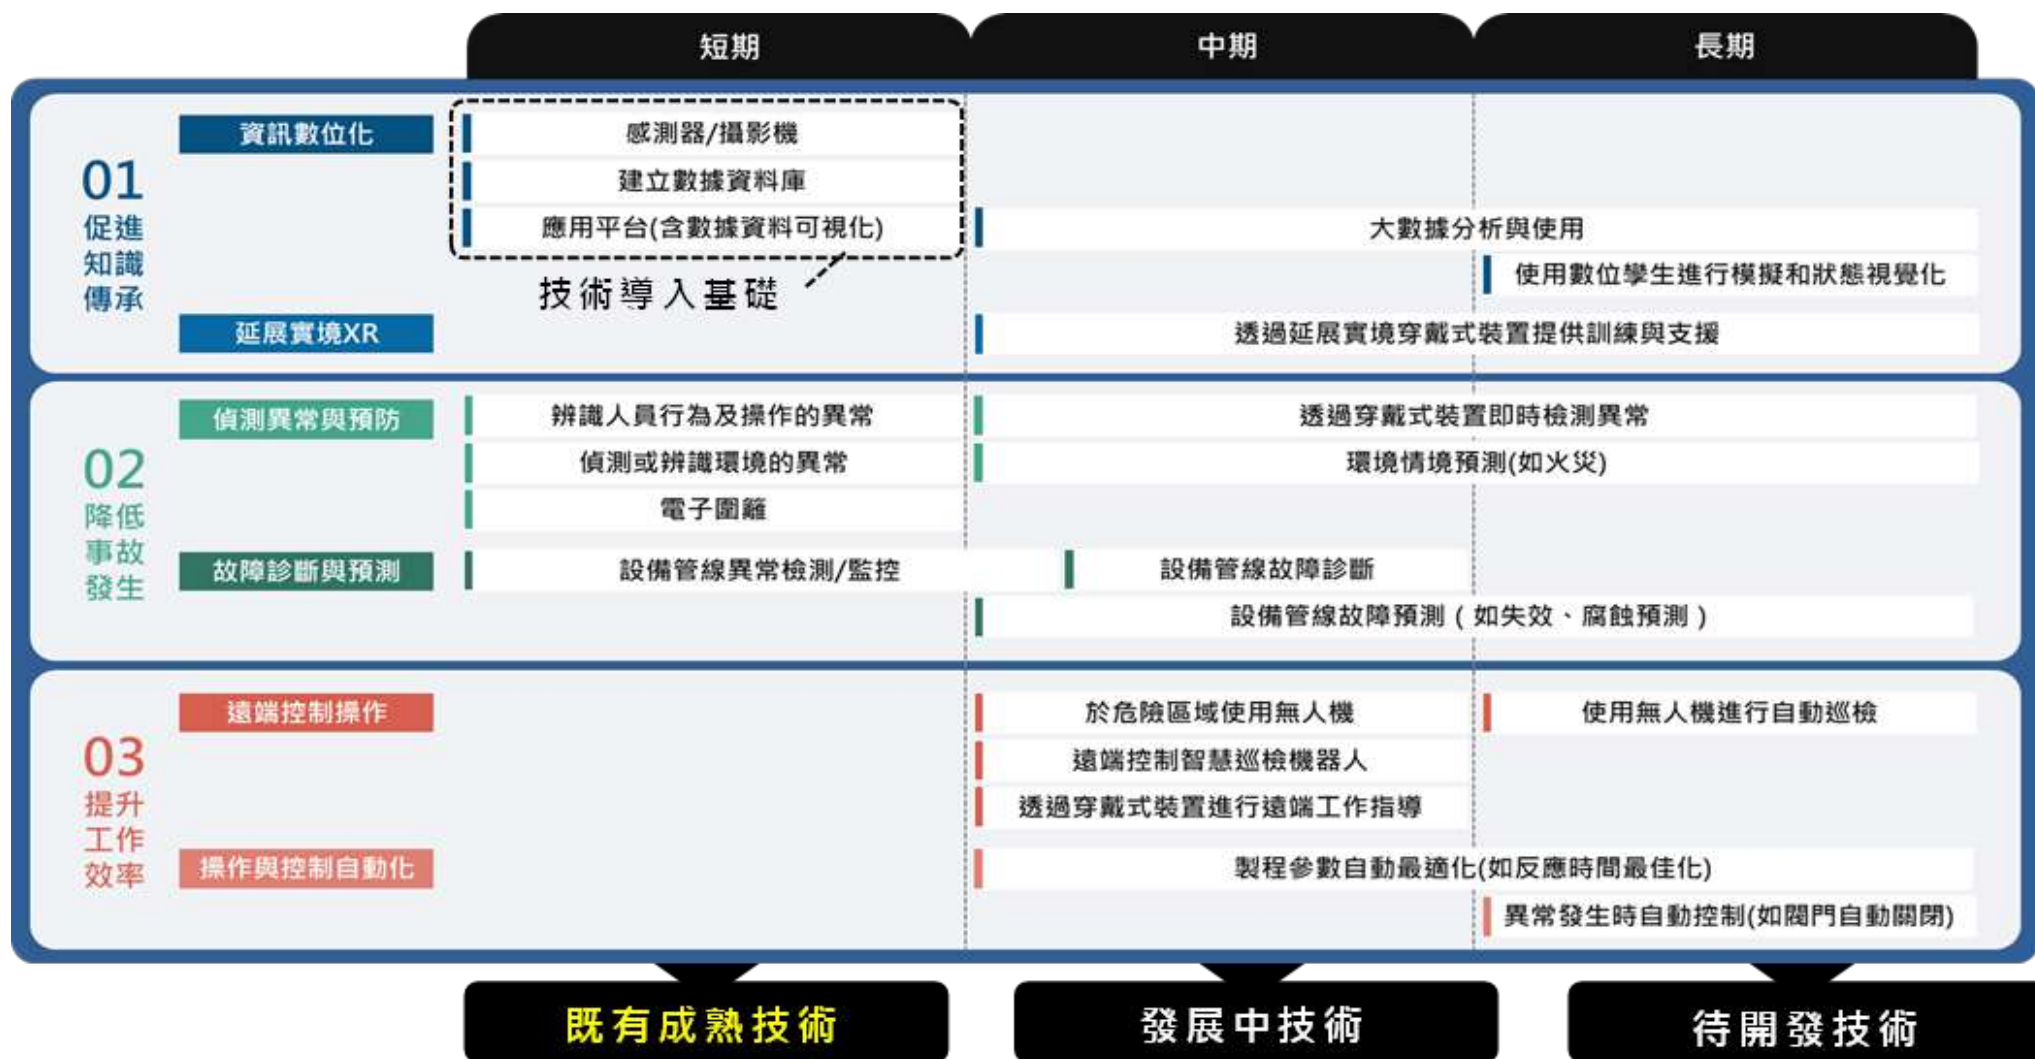 短期
中期
長期
01
促進
知識
傳承
資訊數位化
感測器/攝影機
建立數據資料庫
應用平台(含數據資料可視化)
大數據分析與使用
使用數位孿生進行模擬和狀態視覺化
技術導入基礎
延展實境XR
透過延展實境穿戴式裝置提供訓練與支援
02
降低
事故
發生
偵測異常與預防
辨識人員行為及操作的異常
透過穿戴式裝置即時檢測異常
偵測或辨識環境的異常
環境情境預測(如火災)
電子圍籬
故障診斷與預測
設備管線異常檢測/監控
設備管線故障診斷
設備管線故障預測(如失效、腐蝕預測)
03
提升
工作
效率
遠端控制操作
於危險區域使用無人機
使用無人機進行自動巡檢
遠端控制智慧巡檢機器人
透過穿戴式裝置進行遠端工作指導
操作與控制自動化
製程參數自動最適化(如反應時間最佳化)
異常發生時自動控制(如閥門自動關閉)
既有成熟技術
發展中技術
待開發技術